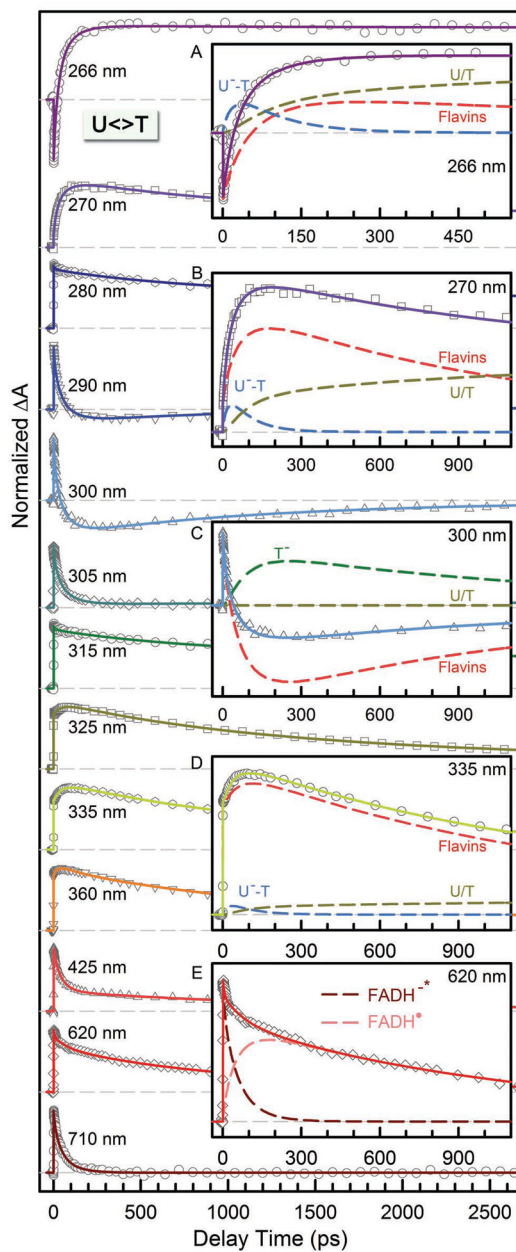 266 nm
U<>T
270 nm
280 nm
290 nm
300 nm
305 nm
315 nm
325 nm
335 nm
360 nm
425 nm
620 nm
710 nm
Normalized ΔA
A
U⁻-T
U/T
Flavins
266 nm
0 150 300 450
B
270 nm
Flavins
U⁻-T
U/T
0 300 600 900
C
300 nm
T⁻
U/T
Flavins
0 300 600 900
D
335 nm
Flavins
U⁻-T
U/T
0 300 600 900
E
620 nm
FADH⁻*
FADH•
0 300 600 900
0 500 1000 1500 2000 2500
Delay Time (ps)